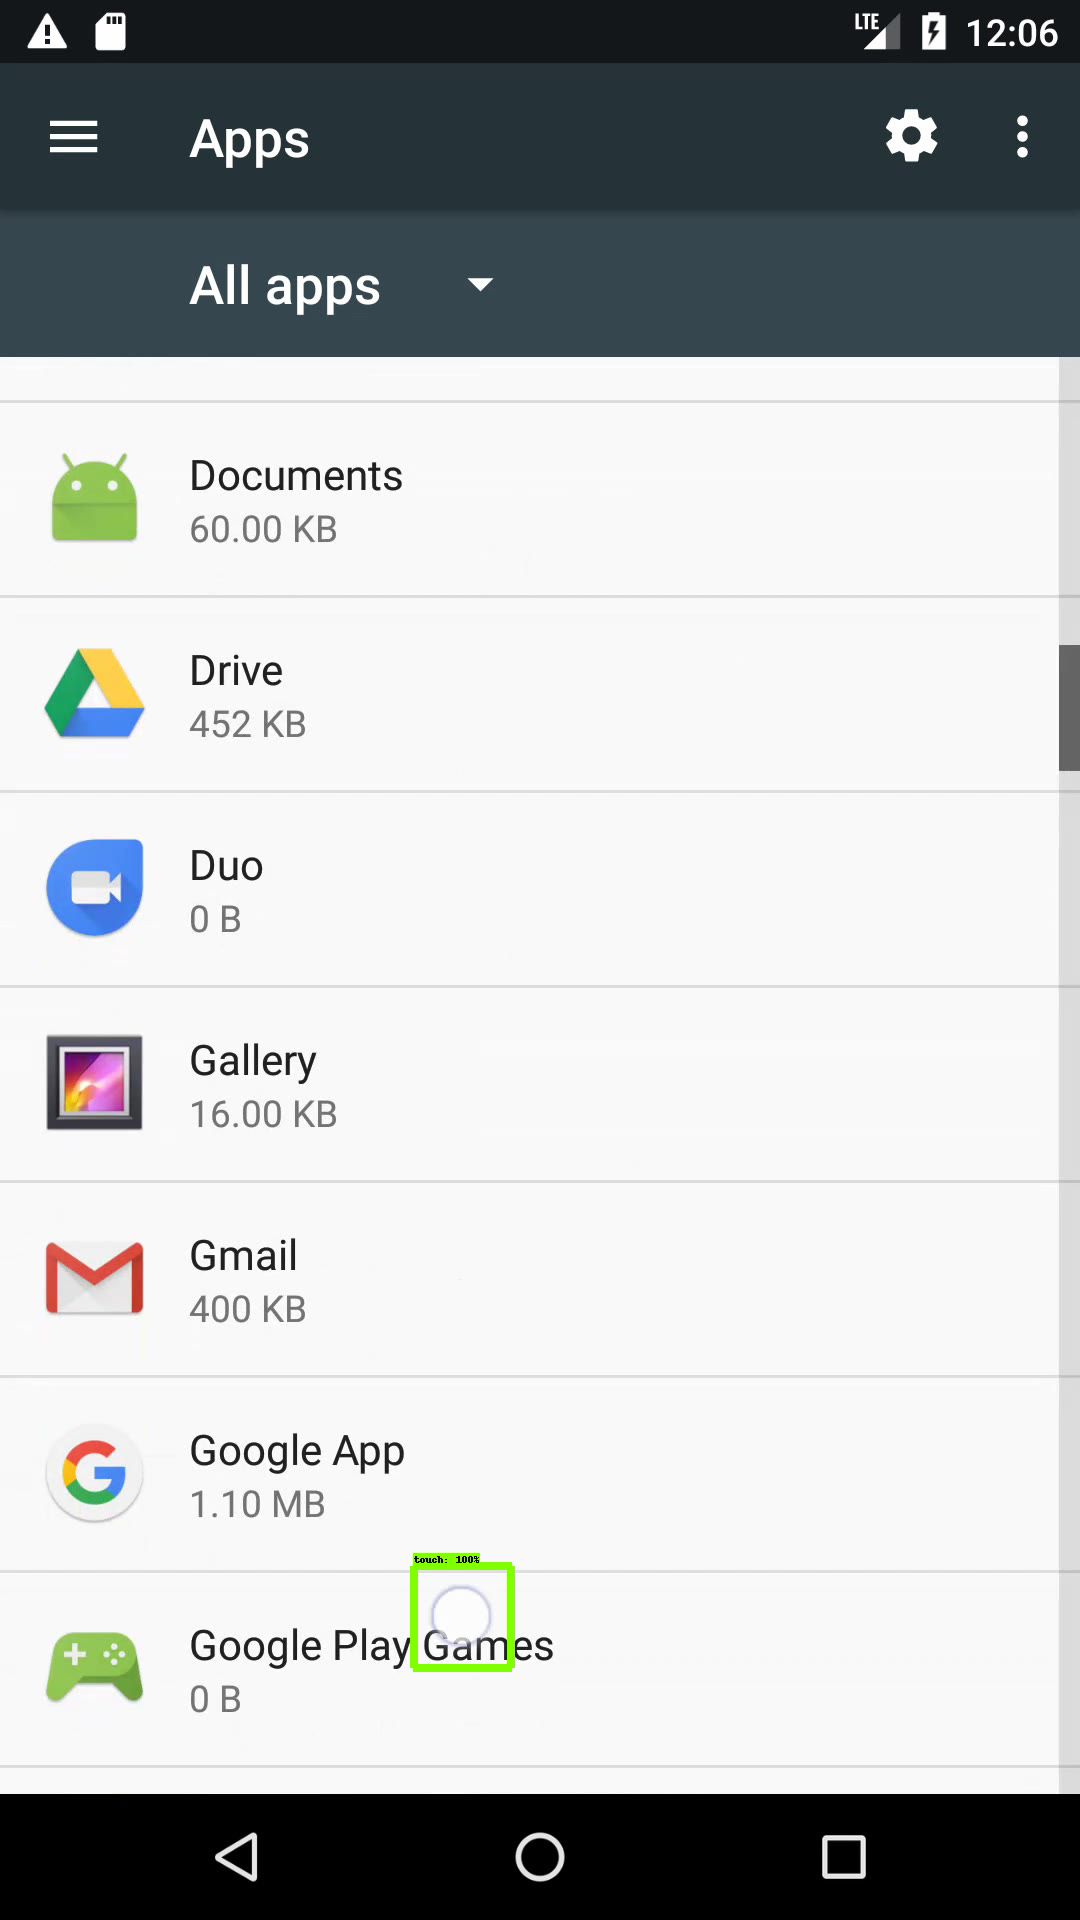 LTE 12:06
Apps
All apps
Documents
60.00 KB
Drive
452 KB
Duo
0 B
Gallery
16.00 KB
Gmail
400 KB
Google App
1.10 MB
touch: 100%
Google Play Games
0 B